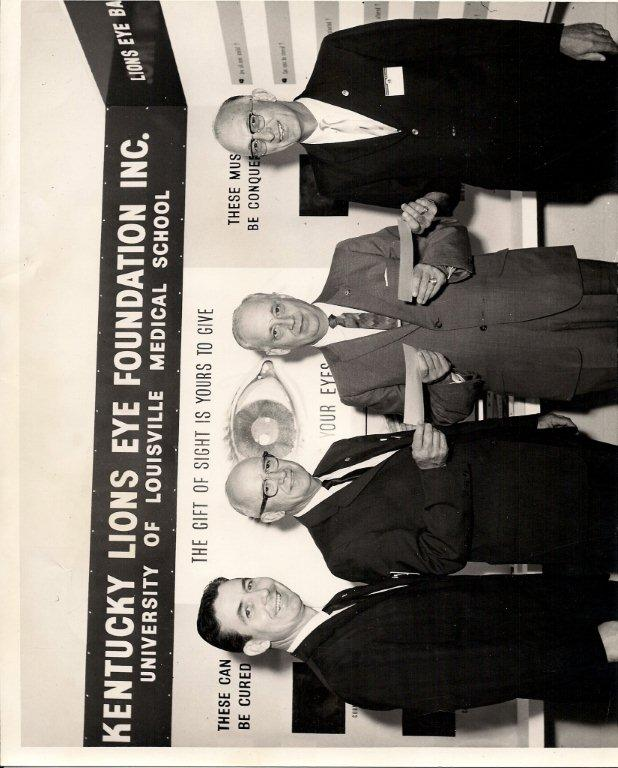 KENTUCKY LIONS EYE FOUNDATION INC.
UNIVERSITY OF LOUISVILLE MEDICAL SCHOOL
LIONS EYE BA
THE GIFT OF SIGHT IS YOURS TO GIVE
YOUR EYES
THESE CAN
BE CURED
THESE MUS
BE CONQUE